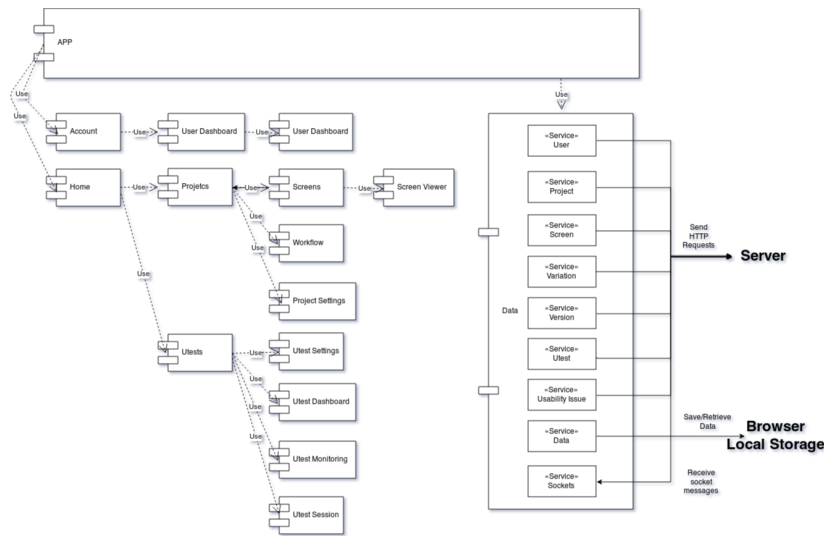 APP
Use
Use
Use
Account
Use
User Dashboard
Use
User Dashboard
Home
Use
Projetcs
Use
Screens
Use
Screen Viewer
Use
Workflow
Use
Project Settings
Use
Utests
Use
Utest Settings
Use
Utest Dashboard
Use
Utest Monitoring
Use
Utest Session
Data
«Service»
User
«Service»
Project
«Service»
Screen
«Service»
Variation
«Service»
Version
«Service»
Utest
«Service»
Usability Issue
«Service»
Data
«Service»
Sockets
Send
HTTP
Requests
Server
Save/Retrieve
Data
Browser
Local Storage
Receive
socket
messages